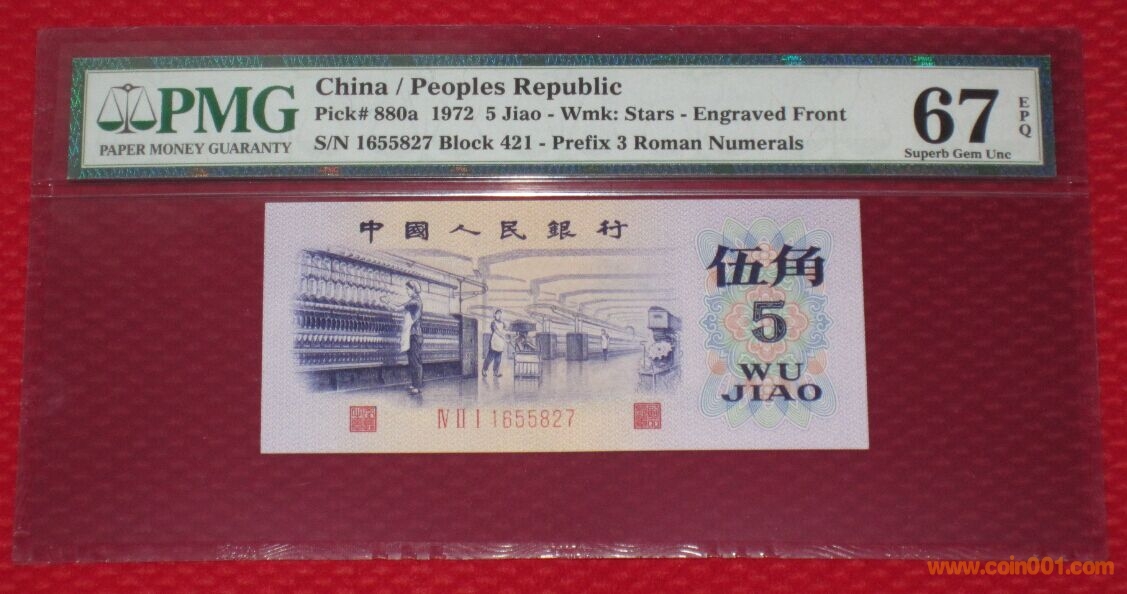 PMG
PAPER MONEY GUARANTY
China / Peoples Republic
Pick# 880a 1972 5 Jiao - Wmk: Stars - Engraved Front
S/N 1655827 Block 421 - Prefix 3 Roman Numerals
67
EPQ
Superb Gem Unc
中國人民銀行
伍角
5
WU
JIAO
IV II I 1655827
www.coin001.com